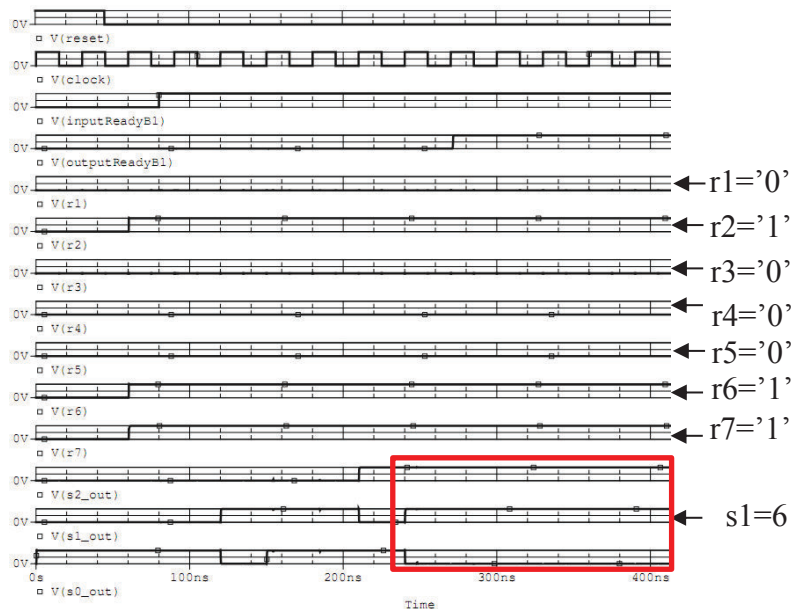 0V
V(reset)
0V
V(clock)
0V
V(inputReadyB1)
0V
V(outputReadyB1)
0V
r1='0'
V(r1)
0V
r2='1'
V(r2)
0V
r3='0'
V(r3)
0V
r4='0'
V(r4)
0V
r5='0'
V(r5)
0V
r6='1'
V(r6)
0V
r7='1'
V(r7)
0V
V(s2_out)
0V
s1=6
V(s1_out)
0V
0s 100ns 200ns 300ns 400ns
V(s0_out)
Time